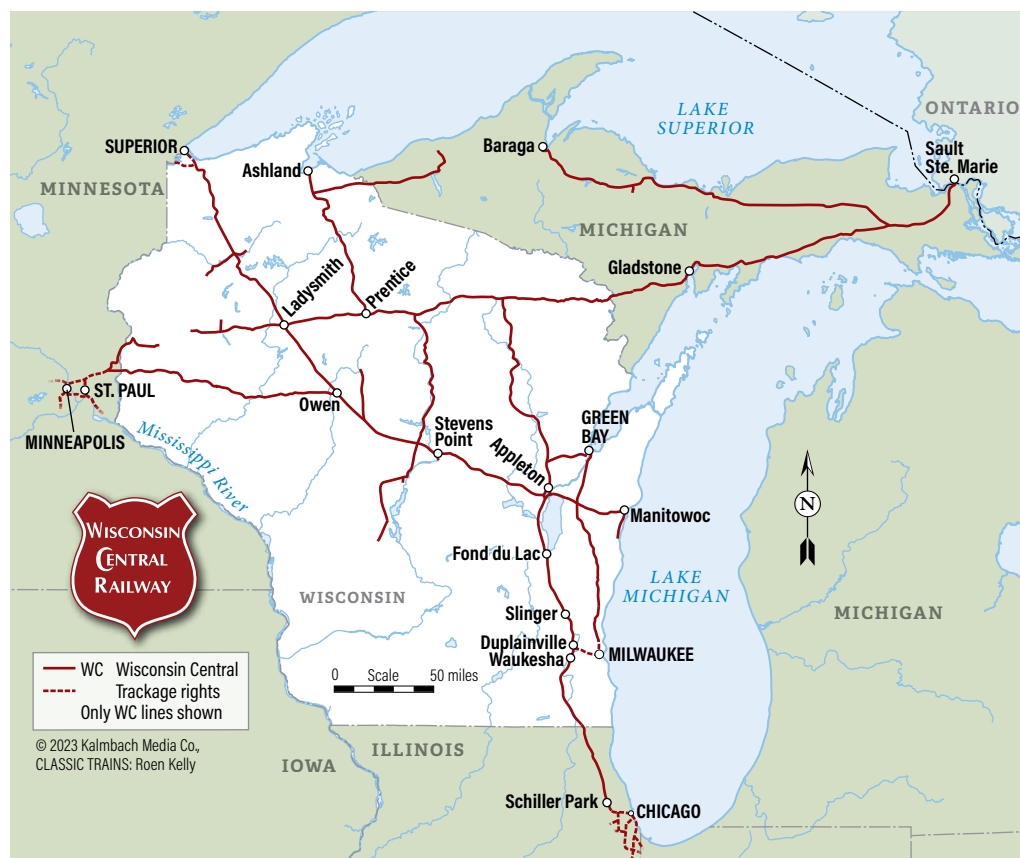 LAKE
SUPERIOR
ONTARIO
SUPERIOR
Baraga
Ashland
Sault
Ste. Marie
MINNESOTA
MICHIGAN
Gladstone
Ladysmith
Prentice
ST. PAUL
MINNEAPOLIS
Owen
Stevens
Point
GREEN
BAY
Appleton
Mississippi River
Manitowoc
N
WISCONSIN
CENTRAL
RAILWAY
Fond du Lac
LAKE
MICHIGAN
WISCONSIN
MICHIGAN
Slinger
Duplainville
Waukesha
MILWAUKEE
0 Scale 50 miles
WC Wisconsin Central
Trackage rights
Only WC lines shown
© 2023 Kalmbach Media Co.,
CLASSIC TRAINS: Roen Kelly
ILLINOIS
IOWA
Schiller Park
CHICAGO